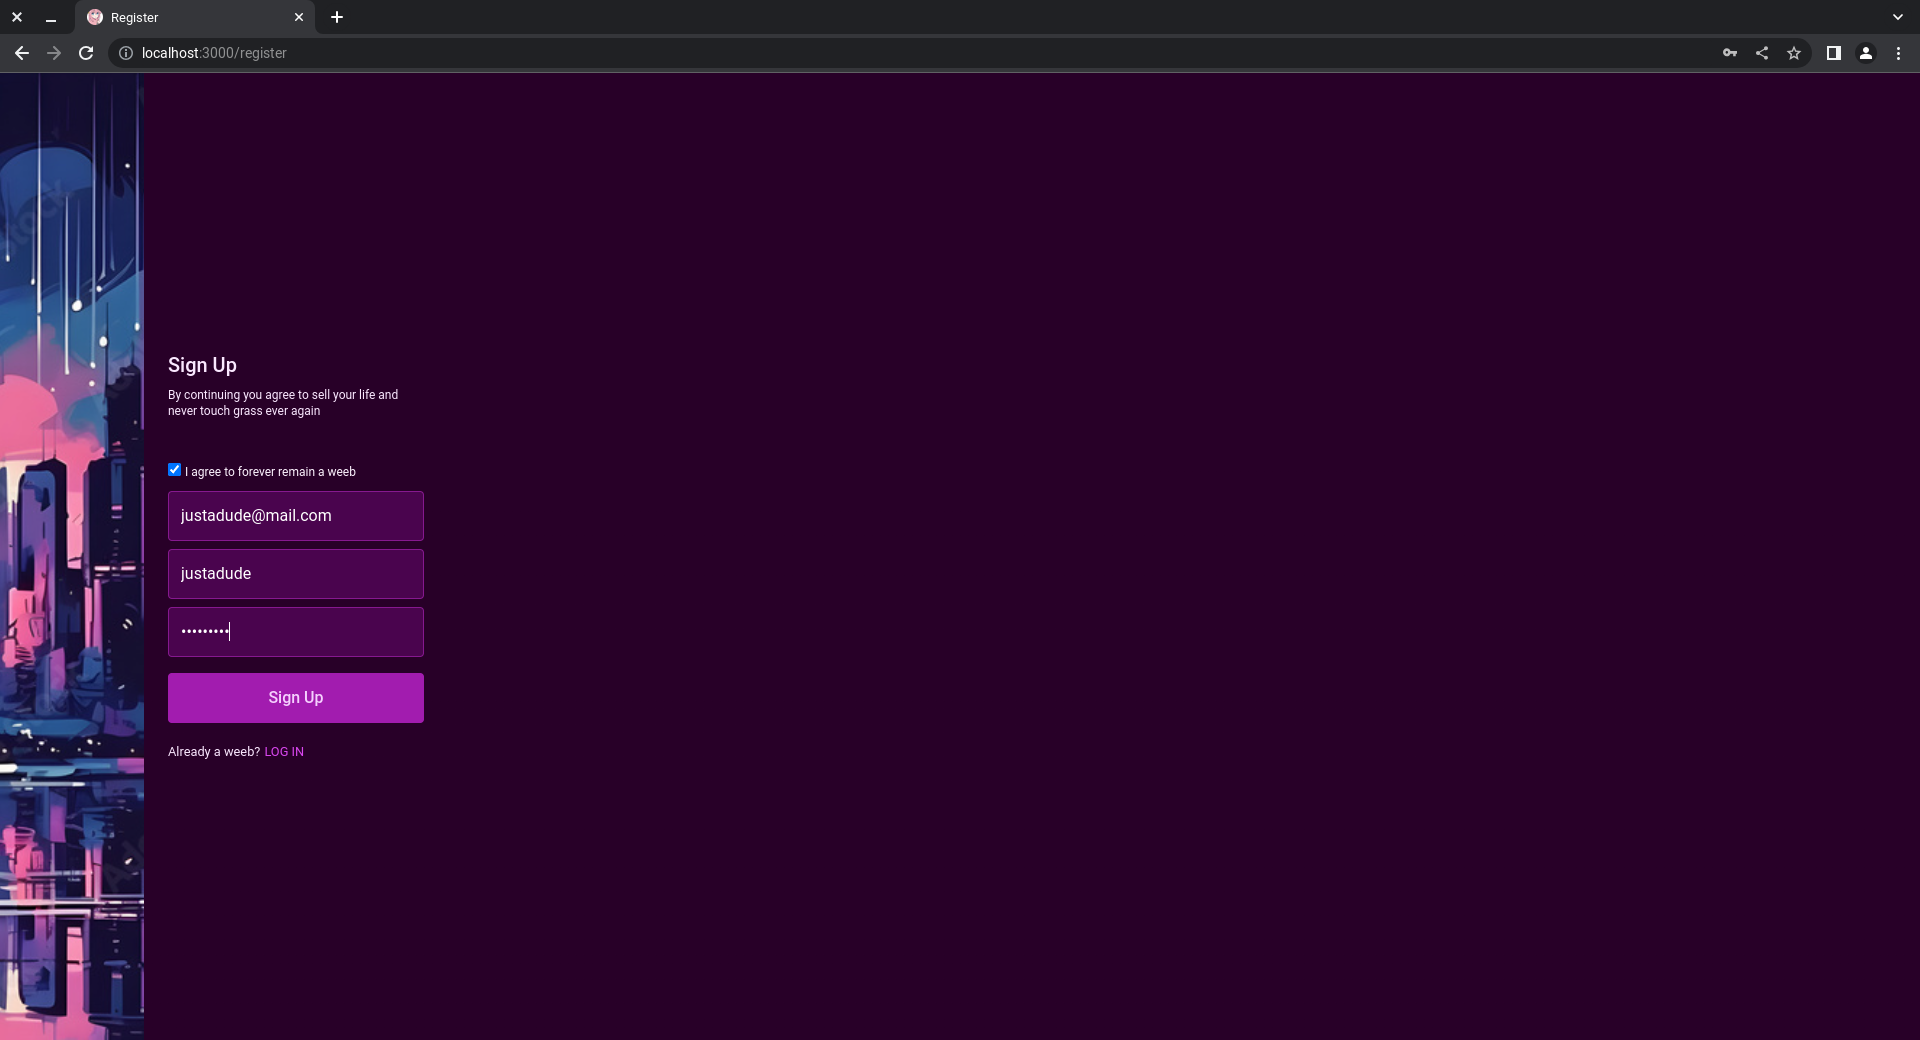 Register
localhost:3000/register
Sign Up
By continuing you agree to sell your life and
never touch grass ever again
I agree to forever remain a weeb
justadude@mail.com
justadude
•••••••••
Sign Up
Already a weeb? LOG IN